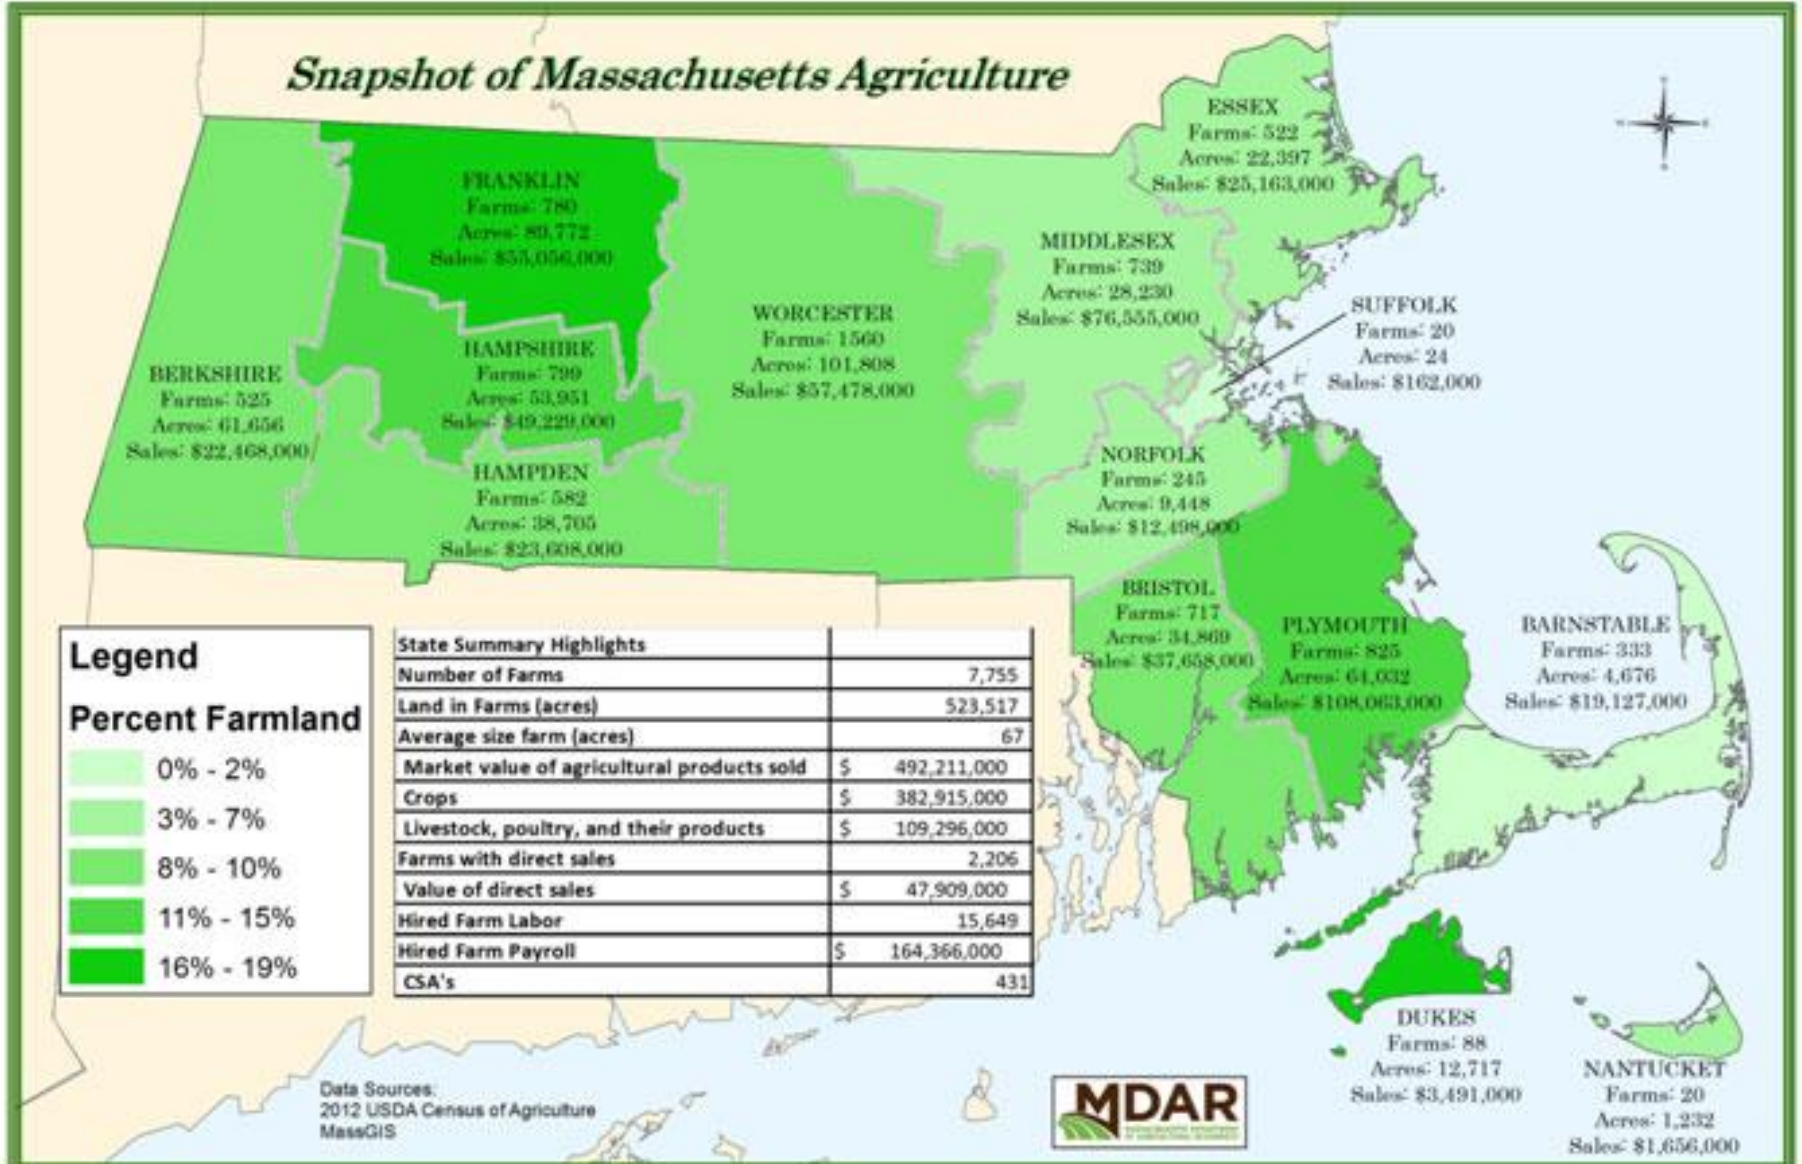 Snapshot of Massachusetts Agriculture
ESSEX
Farms: 522
Acres: 22,397
Sales: $25,163,000
FRANKLIN
Farms: 780
Acres: 89,772
Sales: $55,056,000
MIDDLESEX
Farms: 739
Acres: 28,230
Sales: $76,555,000
SUFFOLK
Farms: 20
Acres: 24
Sales: $162,000
WORCESTER
Farms: 1560
Acres: 101,808
Sales: $57,478,000
HAMPSHIRE
Farms: 799
Acres: 53,951
Sales: $49,229,000
BERKSHIRE
Farms: 525
Acres: 61,656
Sales: $22,468,000
HAMPDEN
Farms: 582
Acres: 38,705
Sales: $23,608,000
NORFOLK
Farms: 245
Acres: 9,448
Sales: $12,498,000
BRISTOL
Farms: 717
Acres: 34,869
Sales: $37,658,000
PLYMOUTH
Farms: 825
Acres: 64,032
Sales: $108,063,000
BARNSTABLE
Farms: 333
Acres: 4,676
Sales: $19,127,000
Legend
Percent Farmland
0% - 2%
3% - 7%
8% - 10%
11% - 15%
16% - 19%
State Summary Highlights
Number of Farms 7,755
Land in Farms (acres) 523,517
Average size farm (acres) 67
Market value of agricultural products sold $ 492,211,000
Crops $ 382,915,000
Livestock, poultry, and their products $ 109,296,000
Farms with direct sales 2,206
Value of direct sales $ 47,909,000
Hired Farm Labor 15,649
Hired Farm Payroll $ 164,366,000
CSA's 431
DUKES
Farms: 88
Acres: 12,717
Sales: $3,491,000
NANTUCKET
Farms: 20
Acres: 1,232
Sales: $1,656,000
Data Sources:
2012 USDA Census of Agriculture
MassGIS
MDAR